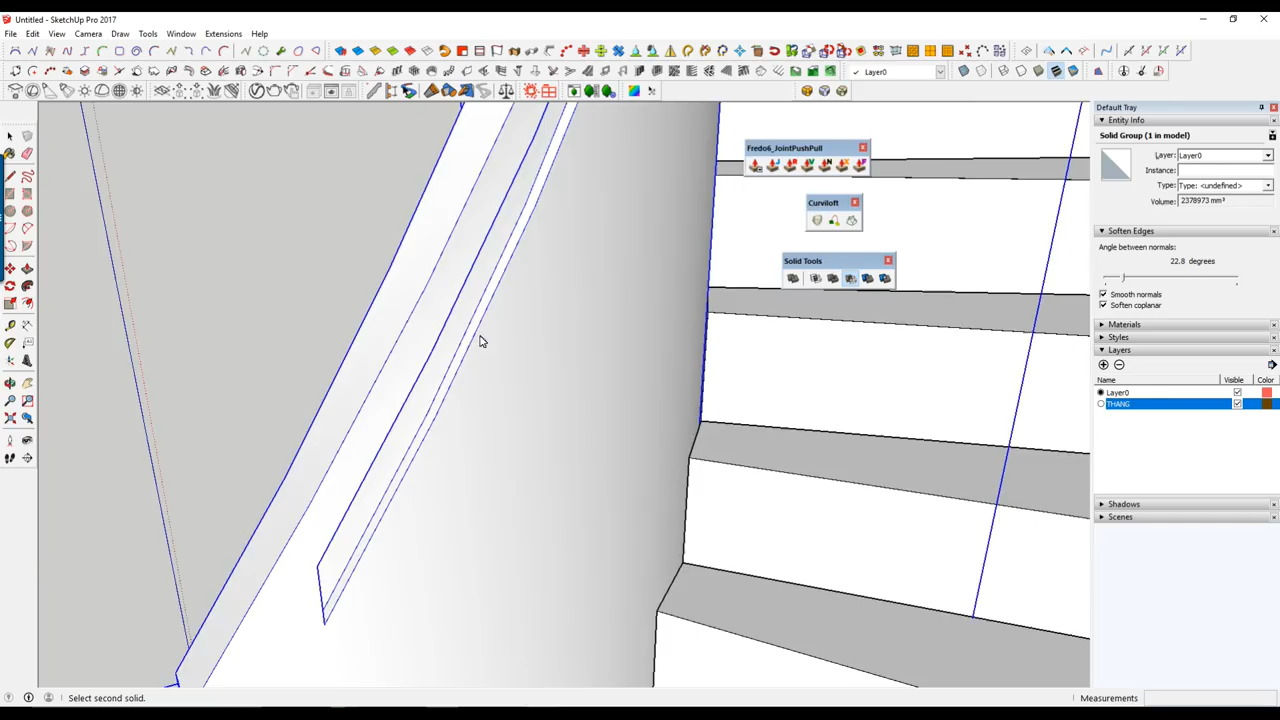 Untitled - SketchUp Pro 2017
File Edit View Camera Draw Tools Window Extensions Help
Layer0
Default Tray
Entity Info
Solid Group (1 in model)
Layer: Layer0
Instance:
Type: Type: <undefined>
Volume: 2378973 mm³
Soften Edges
Angle between normals:
22.8 degrees
Smooth normals
Soften coplanar
Materials
Styles
Layers
Name Visible Color
Layer0
THANG
Shadows
Scenes
Fredo6_JointPushPull
Curviloft
Solid Tools
Select second solid.
Measurements